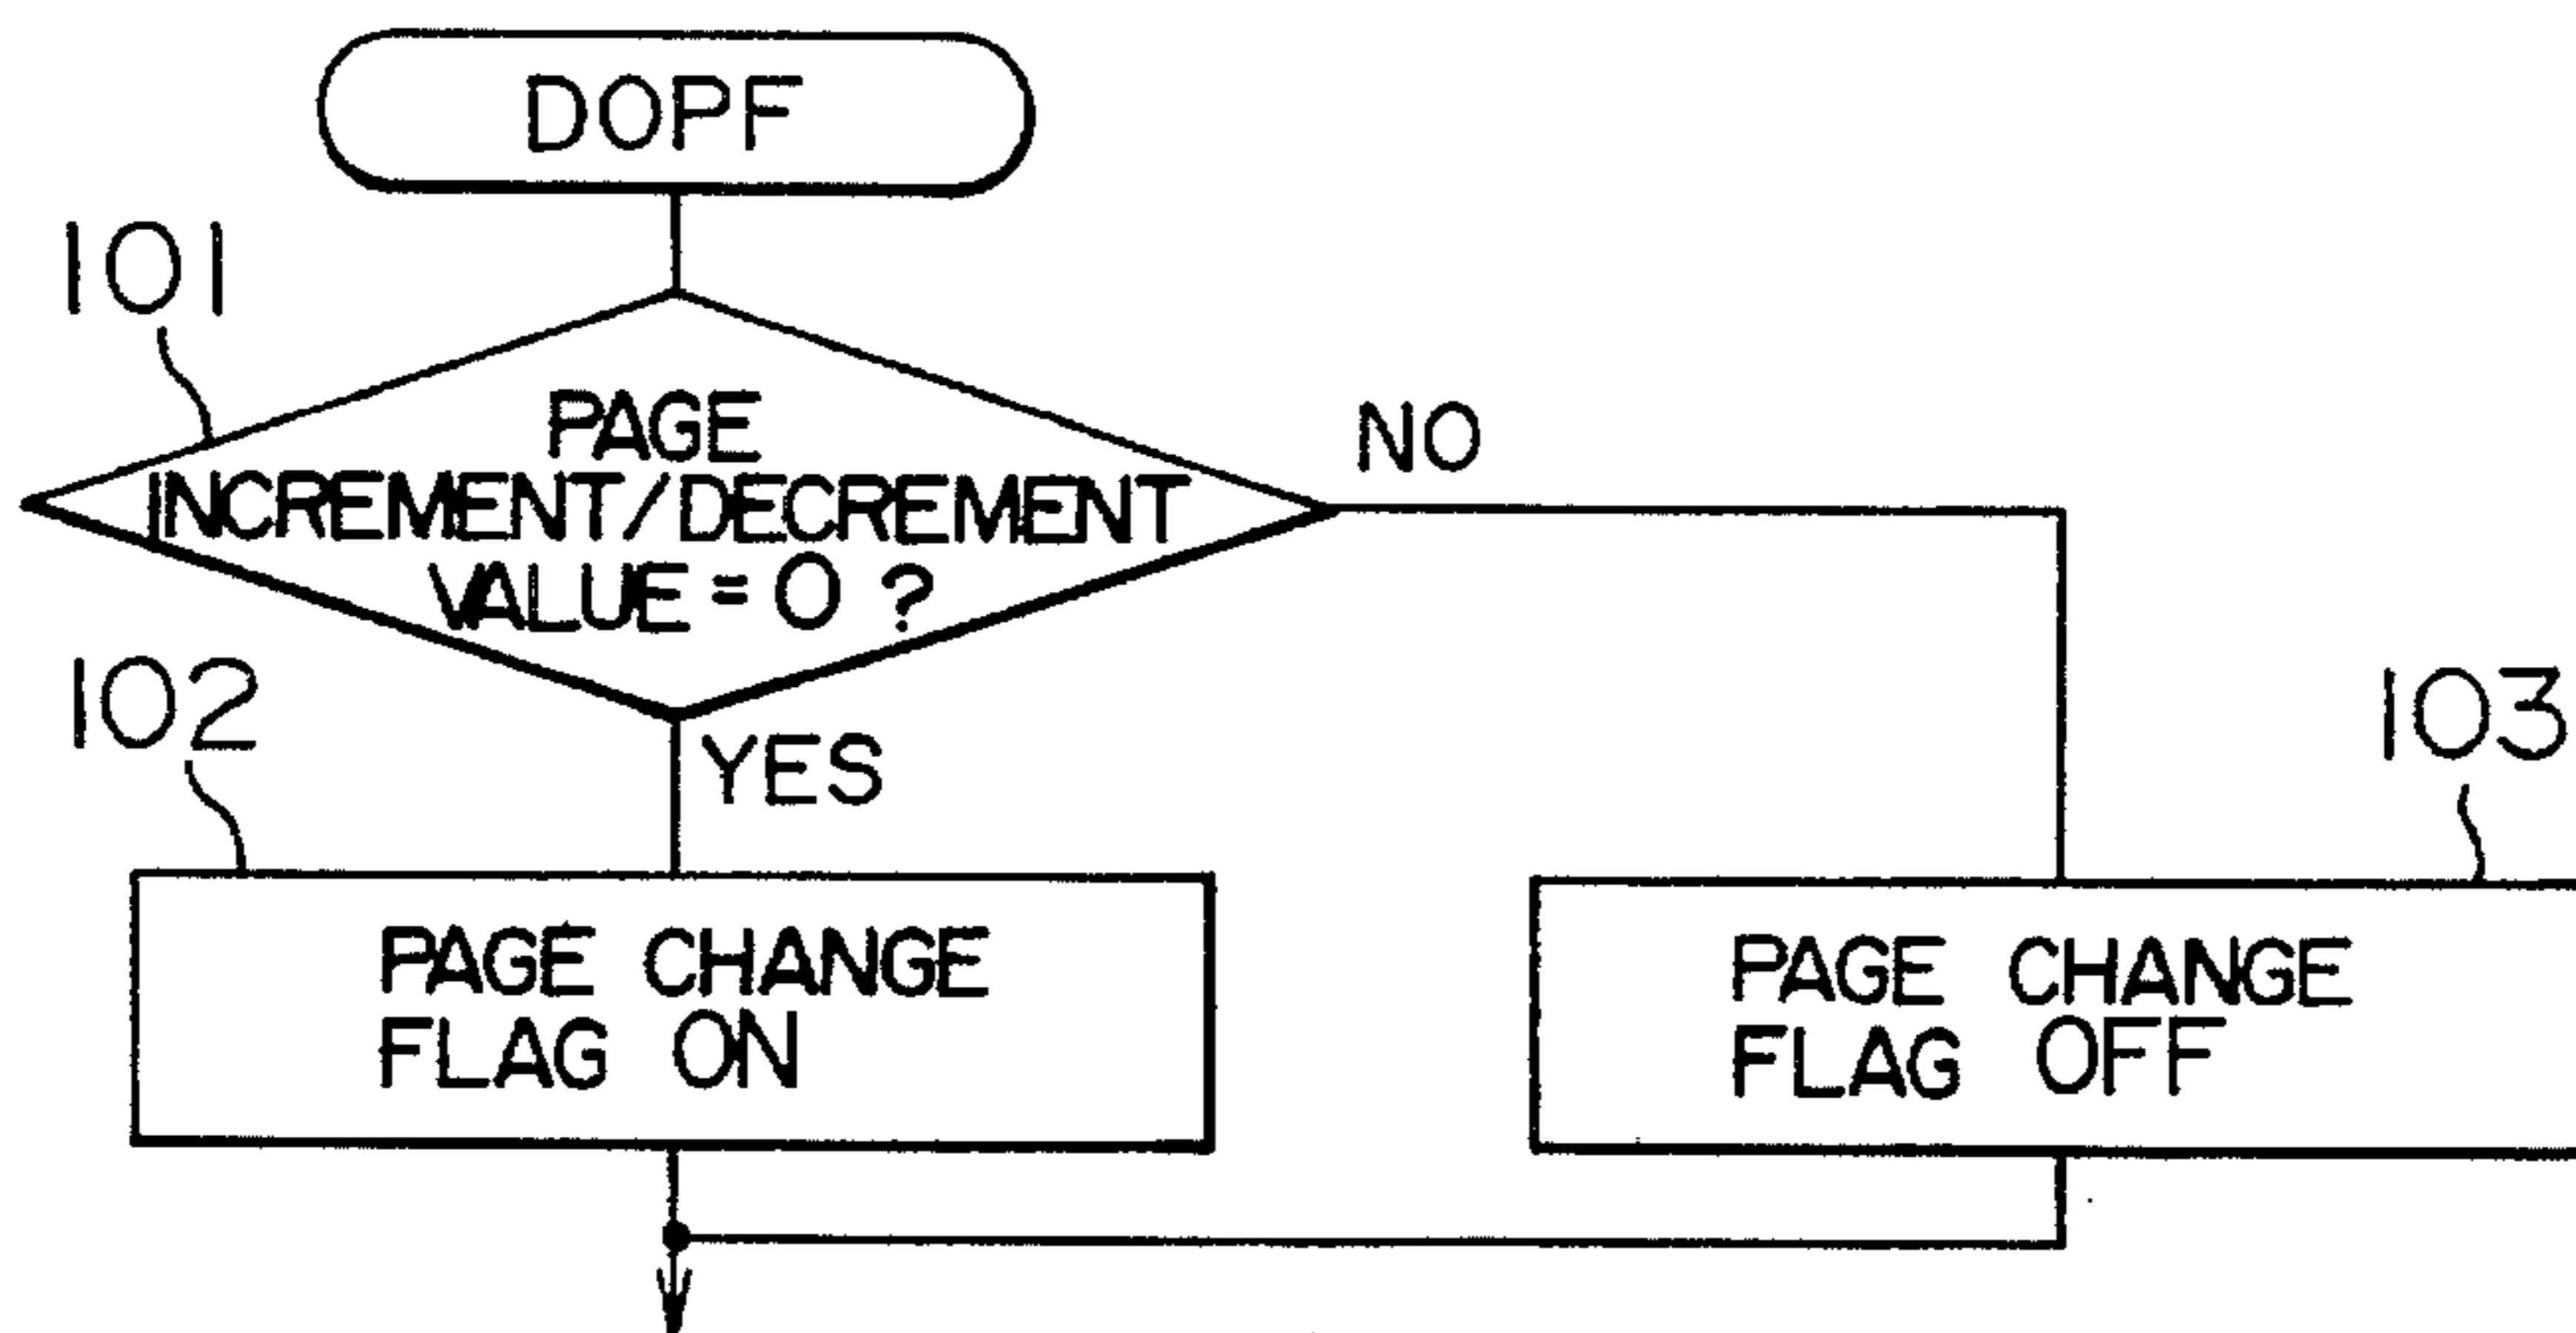 DOPF
101
PAGE
INCREMENT/DECREMENT
VALUE = 0 ?
NO
102
YES
103
PAGE CHANGE
FLAG ON
PAGE CHANGE
FLAG OFF